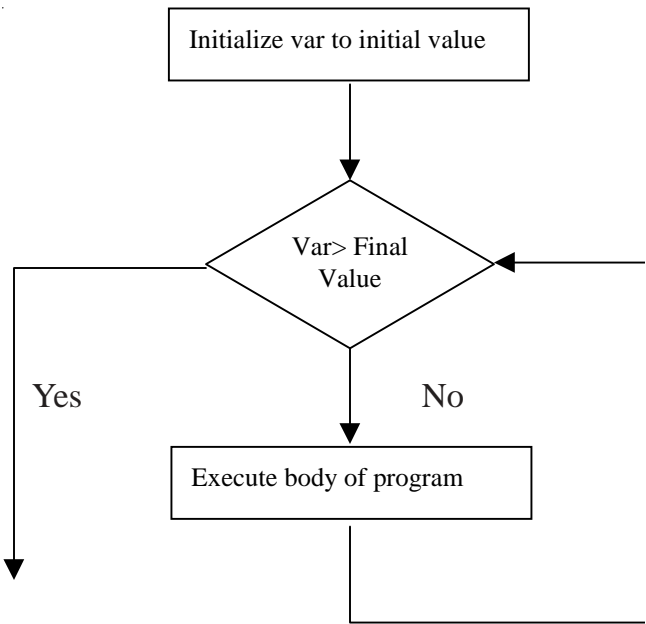 Initialize var to initial value
Var> Final
Value
Yes
No
Execute body of program